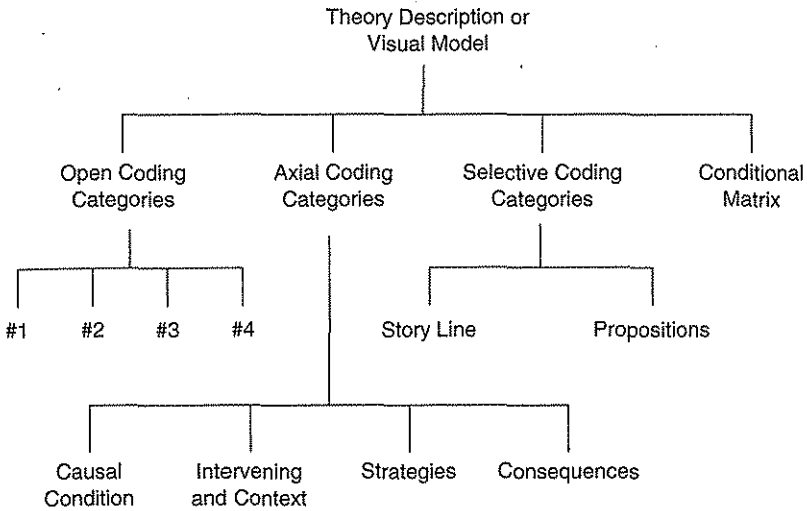 Theory Description or
Visual Model
Open Coding
Categories
Axial Coding
Categories
Selective Coding
Categories
Conditional
Matrix
#1 #2 #3 #4
Story Line
Propositions
Causal
Condition
Intervening
and Context
Strategies
Consequences